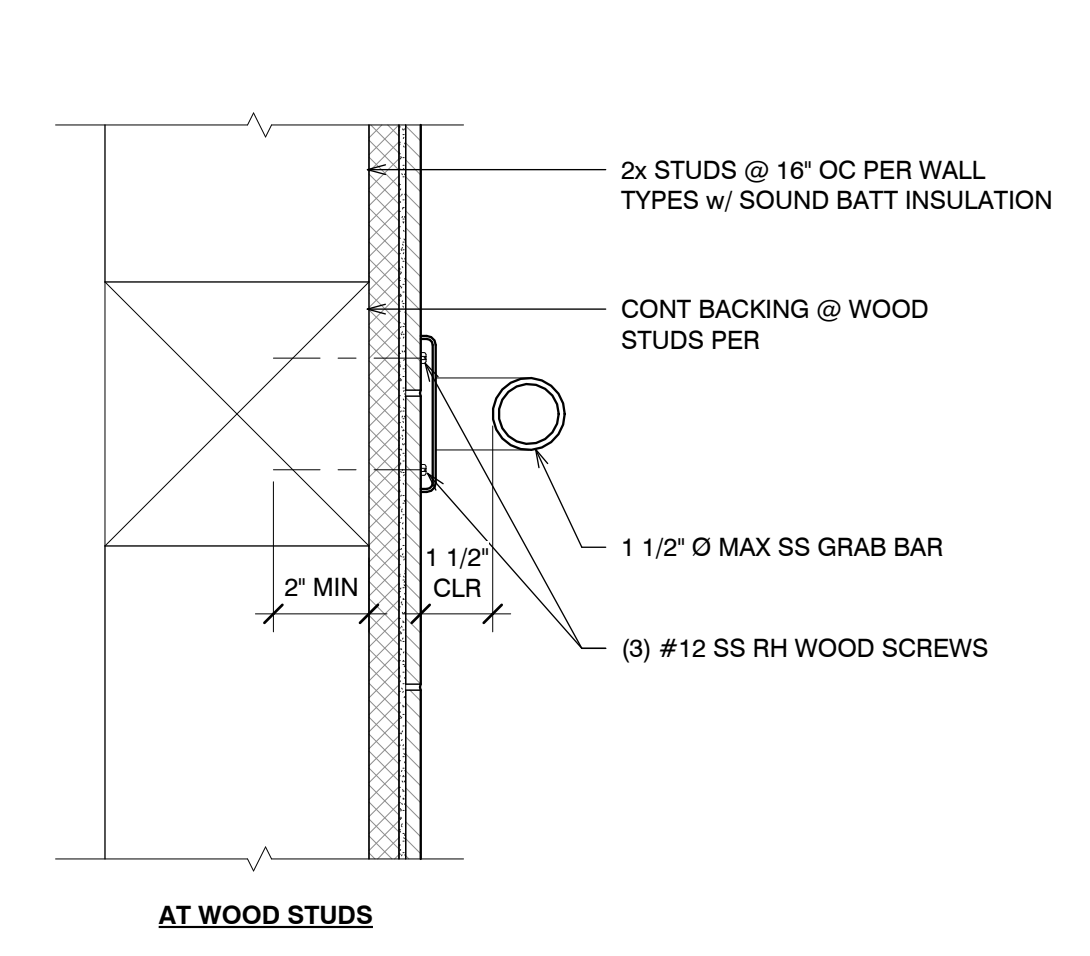 2x STUDS @ 16" OC PER WALL
TYPES w/ SOUND BATT INSULATION
CONT BACKING @ WOOD
STUDS PER
1 1/2" Ø MAX SS GRAB BAR
1 1/2"
CLR
2" MIN
(3) #12 SS RH WOOD SCREWS
AT WOOD STUDS